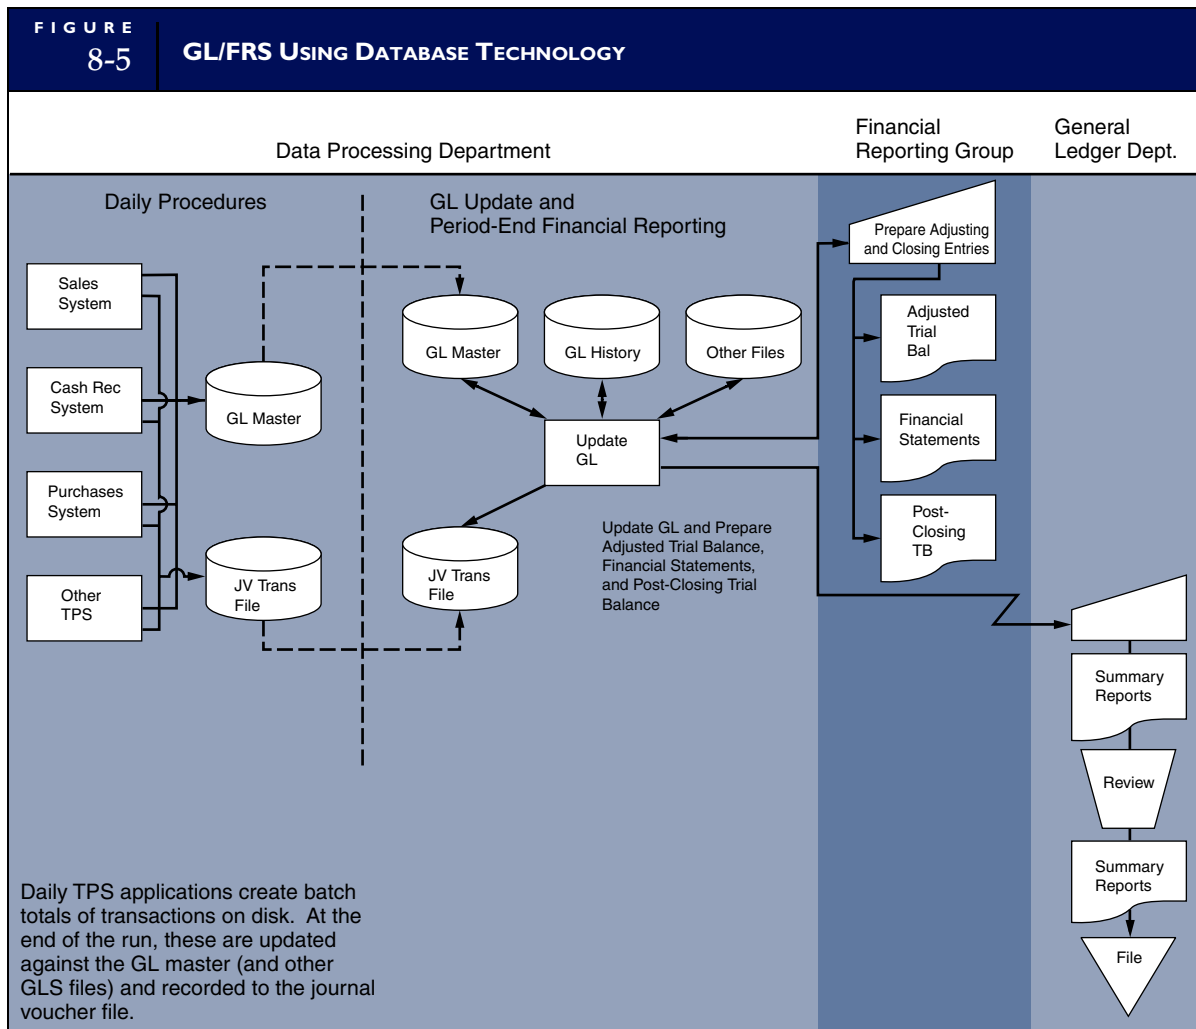 FIGURE
8-5
GL/FRS USING DATABASE TECHNOLOGY
Data Processing Department
Financial
Reporting Group
General
Ledger Dept.
Daily Procedures
GL Update and
Period-End Financial Reporting
Prepare Adjusting
and Closing Entries
Sales
System
Cash Rec
System
Purchases
System
Other
TPS
GL Master
JV Trans
File
GL Master
GL History
Other Files
Update
GL
JV Trans
File
Update GL and Prepare
Adjusted Trial Balance,
Financial Statements,
and Post-Closing Trial
Balance
Adjusted
Trial
Bal
Financial
Statements
Post-
Closing
TB
Summary
Reports
Review
Summary
Reports
File
Daily TPS applications create batch
totals of transactions on disk. At the
end of the run, these are updated
against the GL master (and other
GLS files) and recorded to the journal
voucher file.